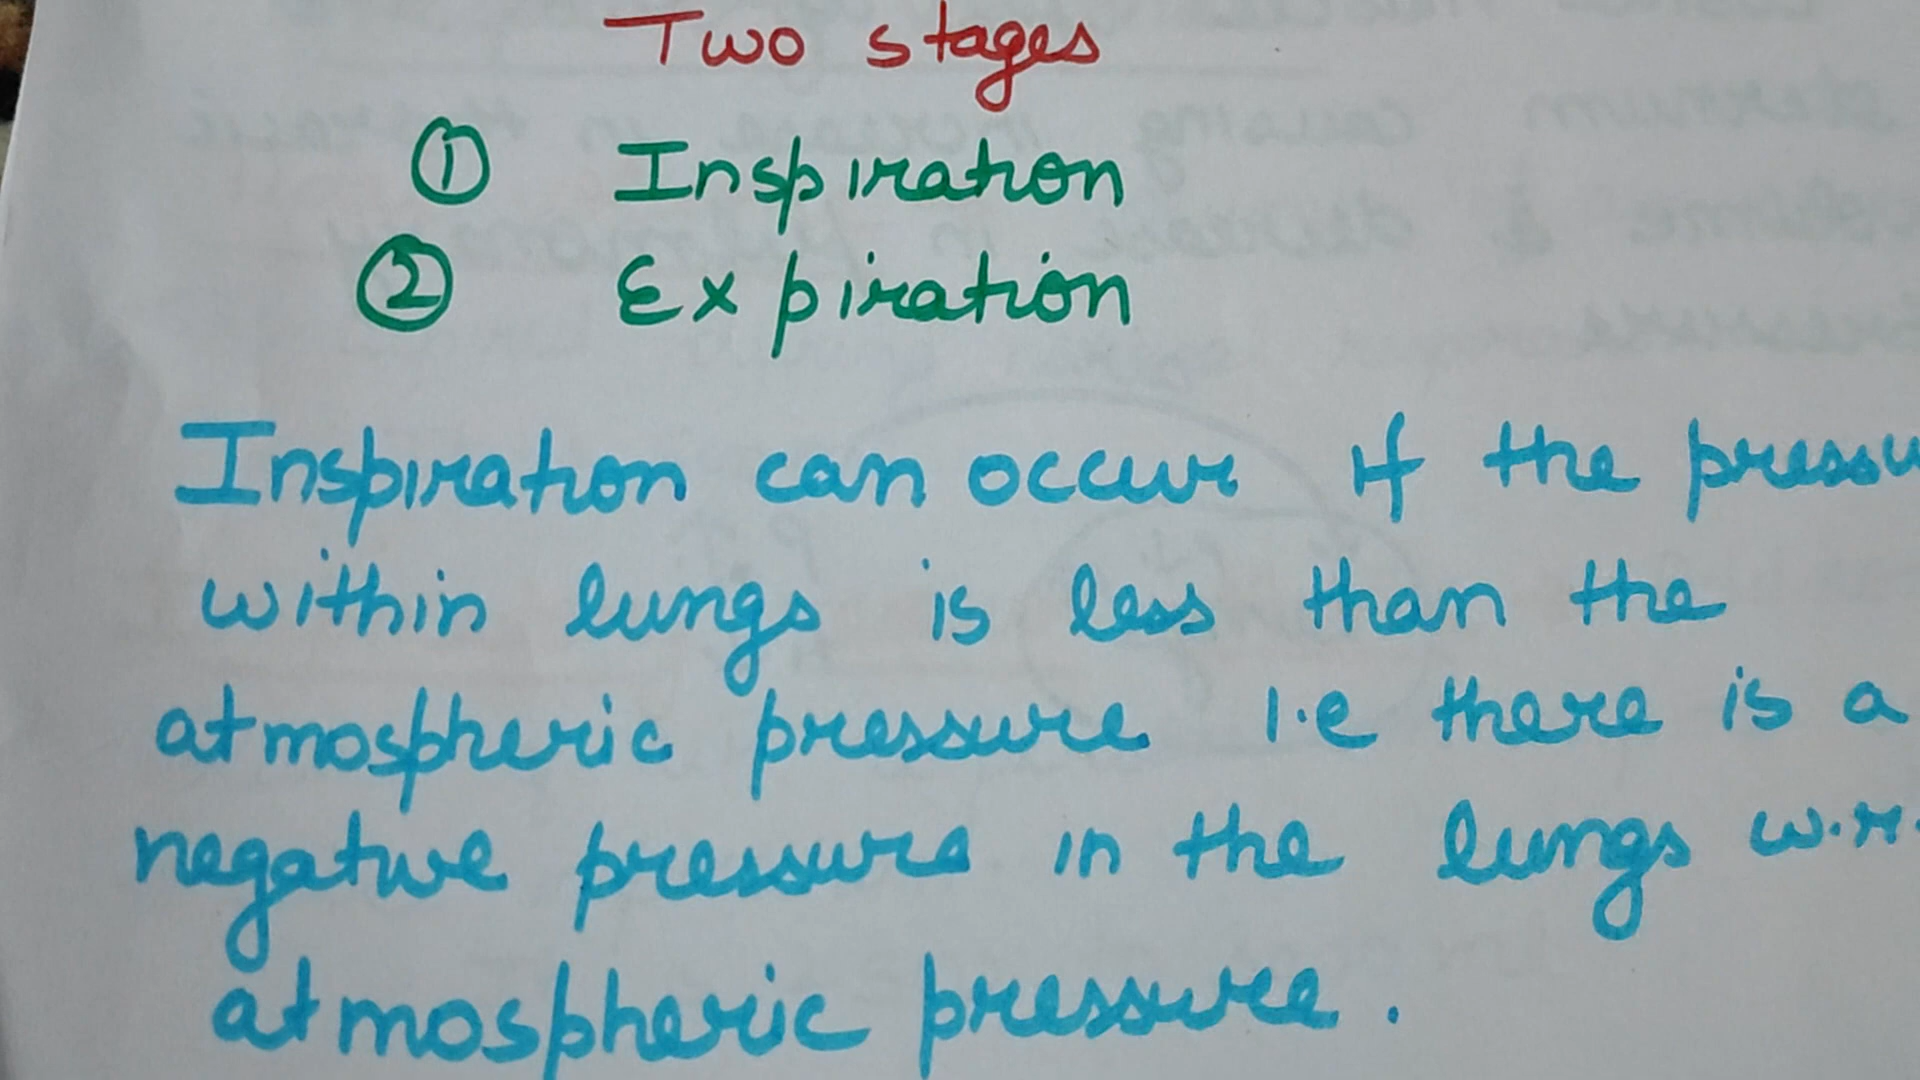 Two stages
① Inspiration
② Expiration
Inspiration can occur if the pressu
within lungs is less than the
atmospheric pressure i.e there is a
negative pressure in the lungs w.r.
atmospheric pressure.